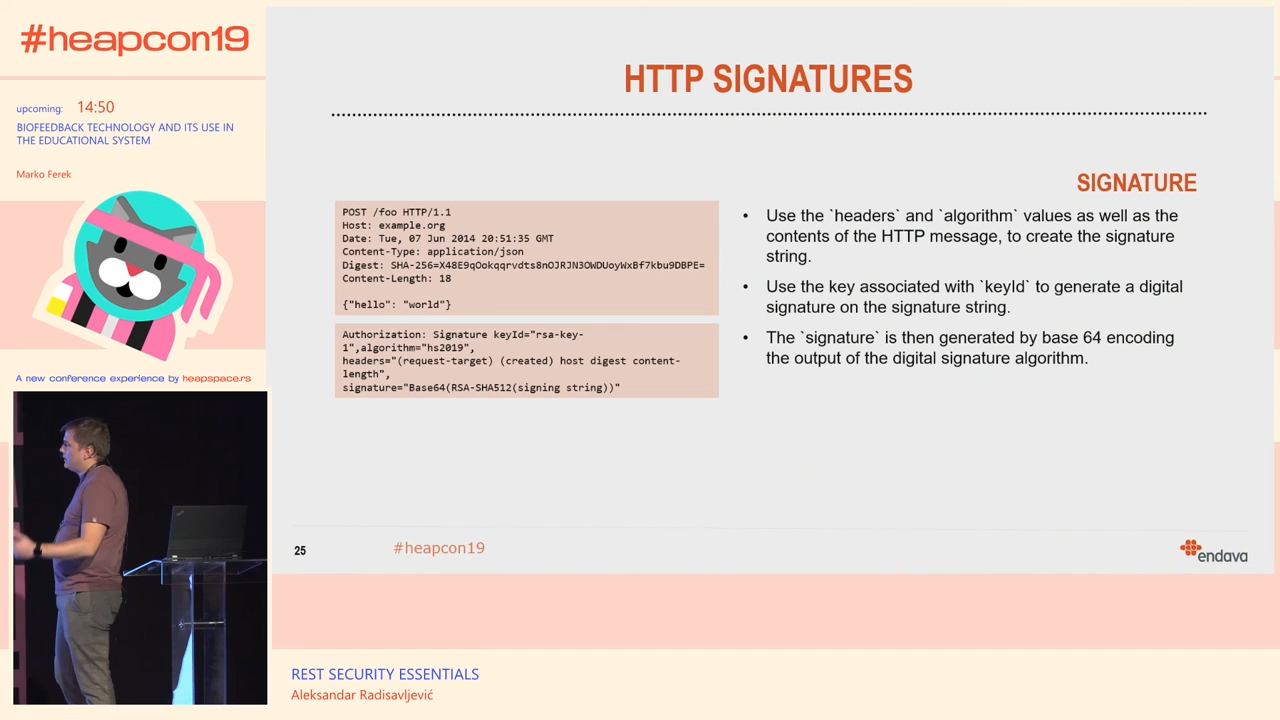 #heapcon19
upcoming: 14:50
BIOFEEDBACK TECHNOLOGY AND ITS USE IN
THE EDUCATIONAL SYSTEM
Marko Ferek
A new conference experience by heapspace.rs
HTTP SIGNATURES
POST /foo HTTP/1.1
Host: example.org
Date: Tue, 07 Jun 2014 20:51:35 GMT
Content-Type: application/json
Digest: SHA-256=X48E9qOokqqrvdts8nOJRJN3OWDUoyWxBf7kbu9DBPE=
Content-Length: 18
{"hello": "world"}
Authorization: Signature keyId="rsa-key-
1",algorithm="hs2019",
headers="(request-target) (created) host digest content-
length",
signature="Base64(RSA-SHA512(signing string))"
SIGNATURE
• Use the `headers` and `algorithm` values as well as the
contents of the HTTP message, to create the signature
string.
• Use the key associated with `keyId` to generate a digital
signature on the signature string.
• The `signature` is then generated by base 64 encoding
the output of the digital signature algorithm.
25
#heapcon19
endava
REST SECURITY ESSENTIALS
Aleksandar Radisavljević